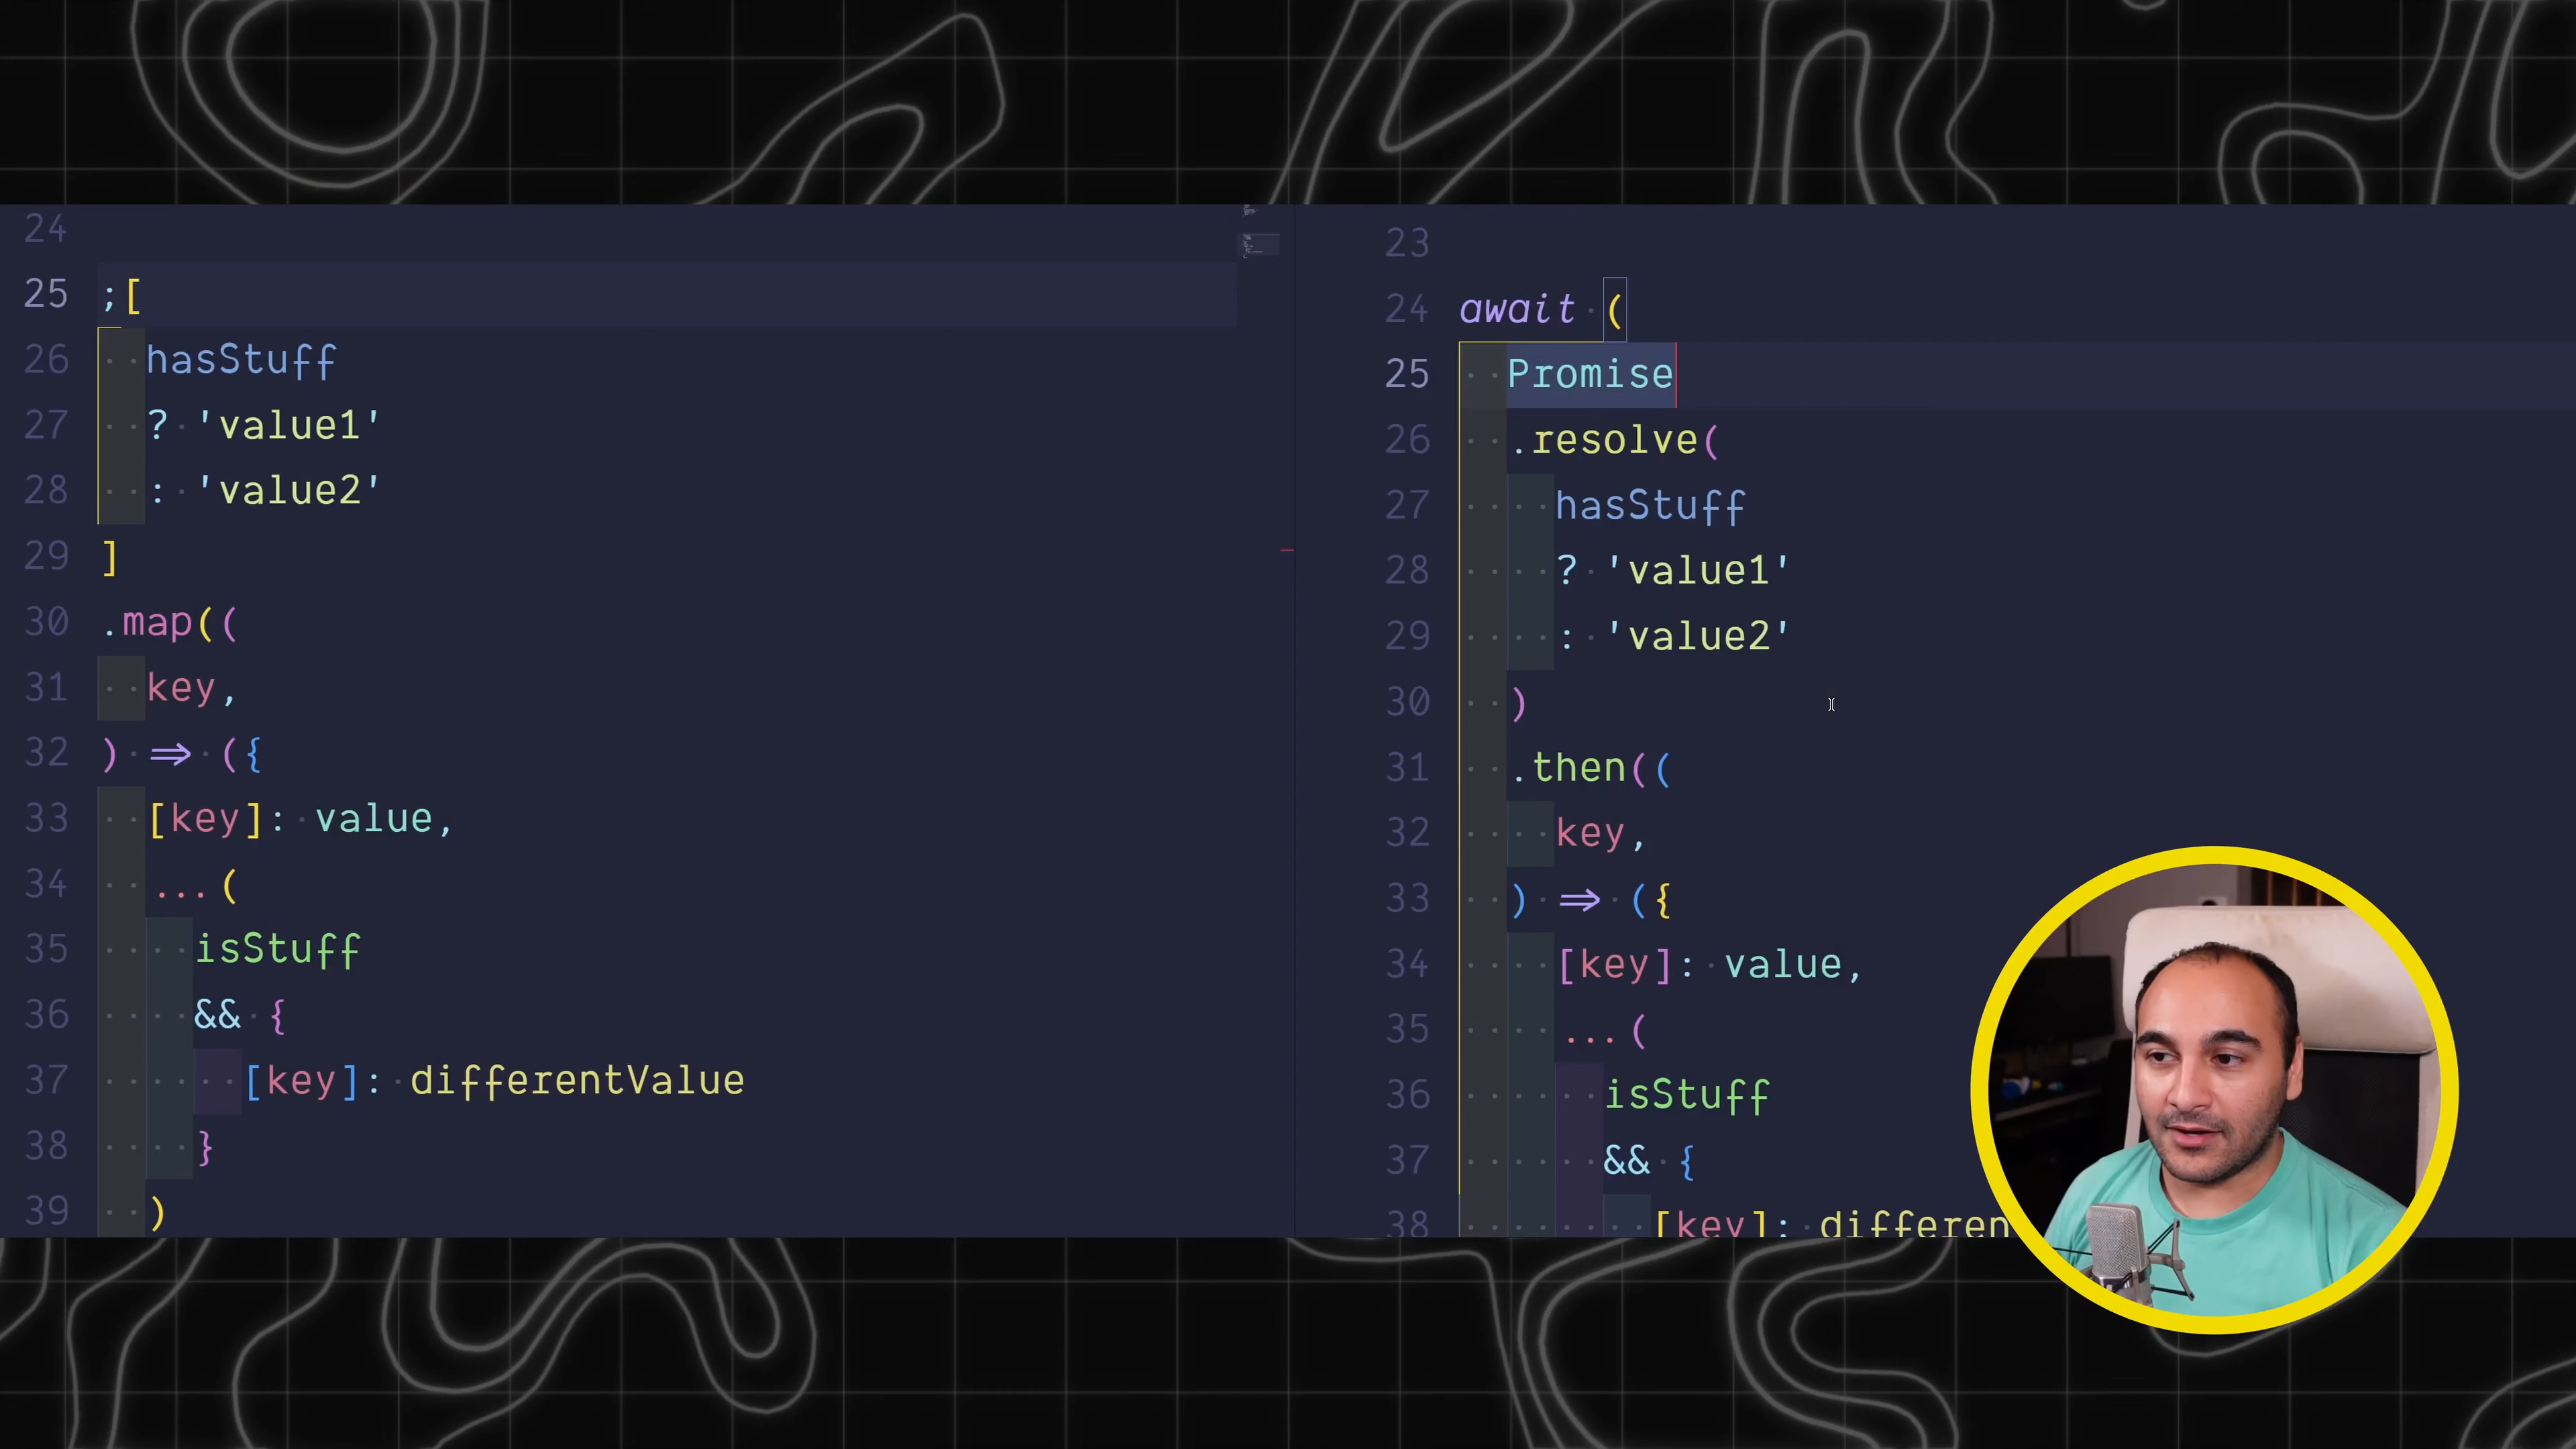 24
25 ;[
26 hasStuff
27 ? 'value1'
28 : 'value2'
29 ]
30 .map((
31 key,
32 ) => ({
33 [key]: value,
34 ...(
35 isStuff
36 && {
37 [key]: differentValue
38 }
39 )
23
24 await (
25 Promise
26 .resolve(
27 hasStuff
28 ? 'value1'
29 : 'value2'
30 )
31 .then((
32 key,
33 ) => ({
34 [key]: value,
35 ...(
36 isStuff
37 && {
38 [key]: differen